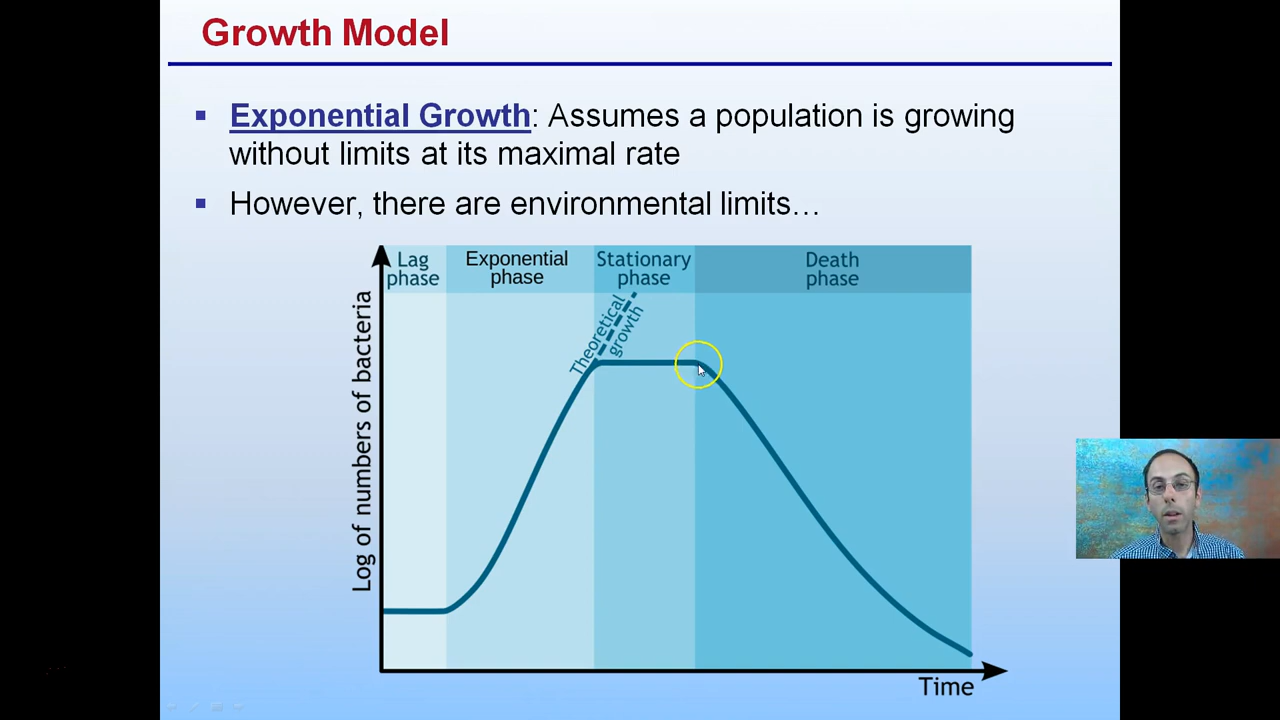 Growth Model
▪ Exponential Growth: Assumes a population is growing
without limits at its maximal rate
▪ However, there are environmental limits…
Lag
phase
Exponential
phase
Stationary
phase
Death
phase
Theoretical
growth
Log of numbers of bacteria
Time